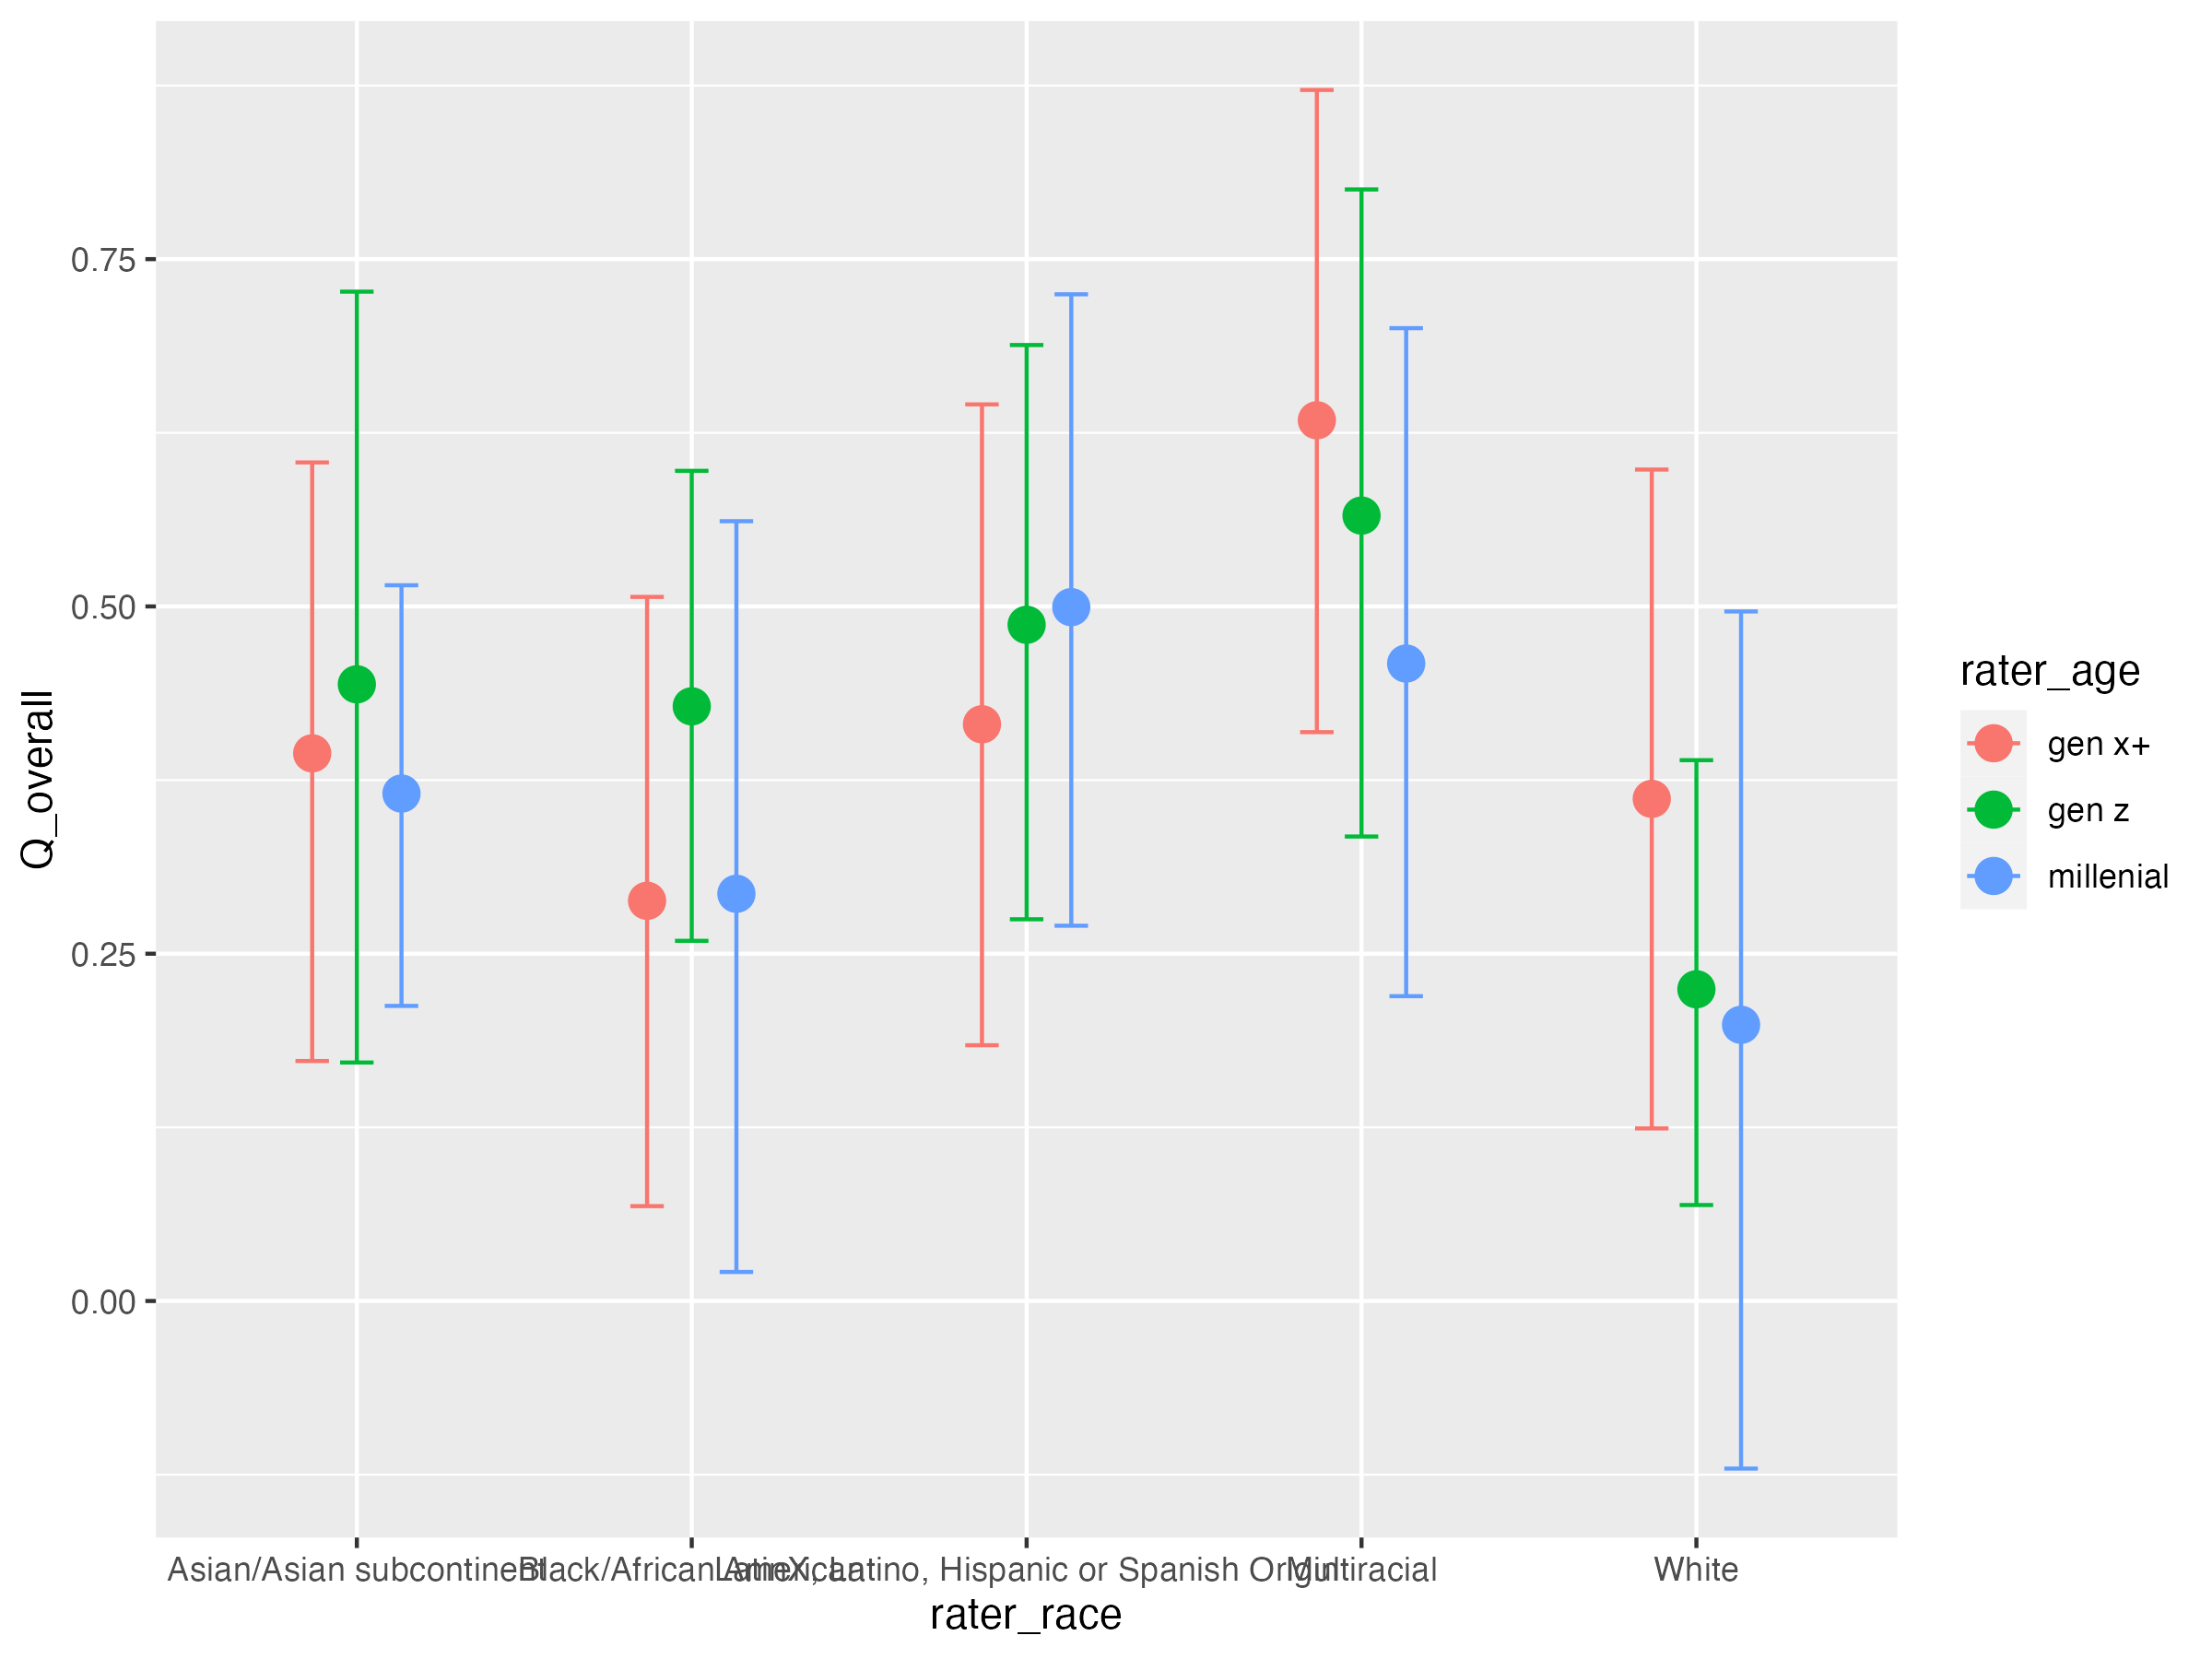 Q_overall
0.75
0.50
0.25
0.00
Asian/Asian subcontinent
Black/African American
LatinX, Latino, Hispanic or Spanish Origin
Multiracial
White
rater_race
rater_age
gen x+
gen z
millenial